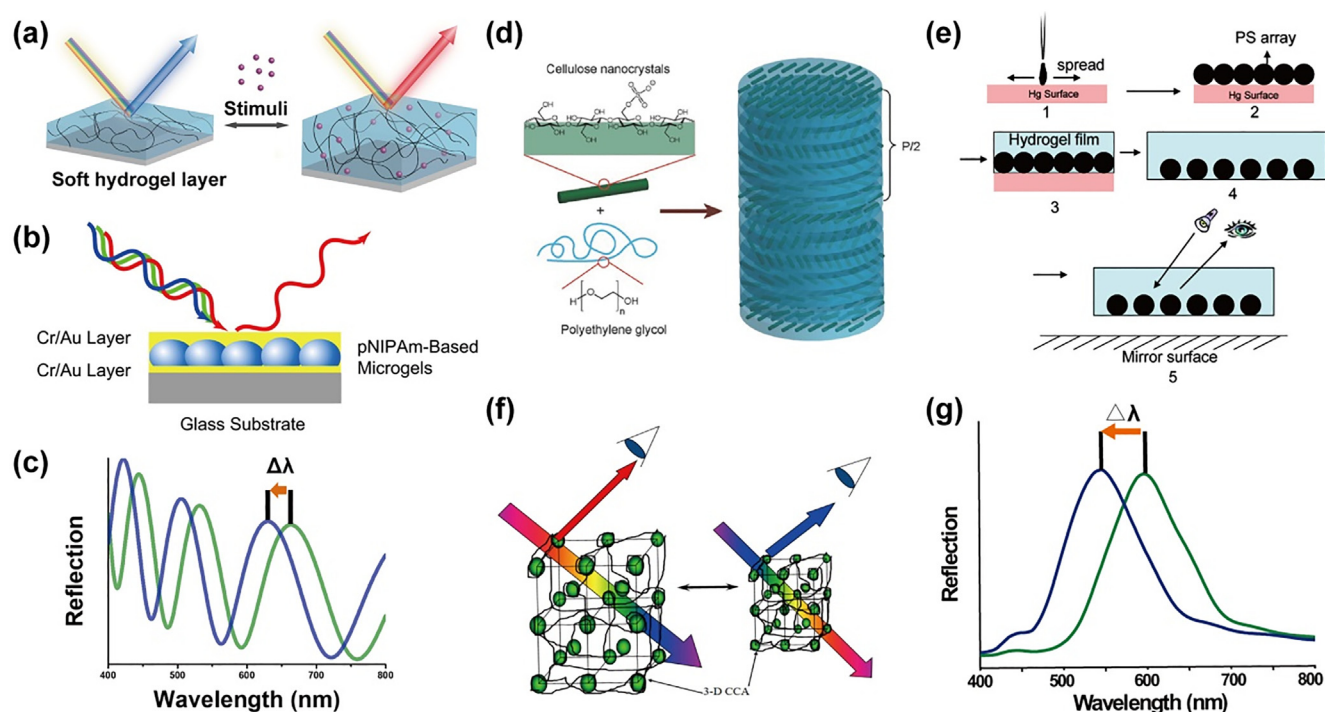 (a)
Stimuli
Soft hydrogel layer
(b)
Cr/Au Layer
Cr/Au Layer
pNIPAm-Based
Microgels
Glass Substrate
(c)
Δλ
Reflection
400
500
600
700
800
Wavelength (nm)
(d)
Cellulose nanocrystals
P/2
+
H
O
n
OH
Polyethylene glycol
(e)
spread
Hg Surface
1
PS array
Hg Surface
2
Hydrogel film
3
4
Mirror surface
5
(f)
3-D CCA
(g)
△ λ
Reflection
400
500
600
700
800
Wavelength (nm)